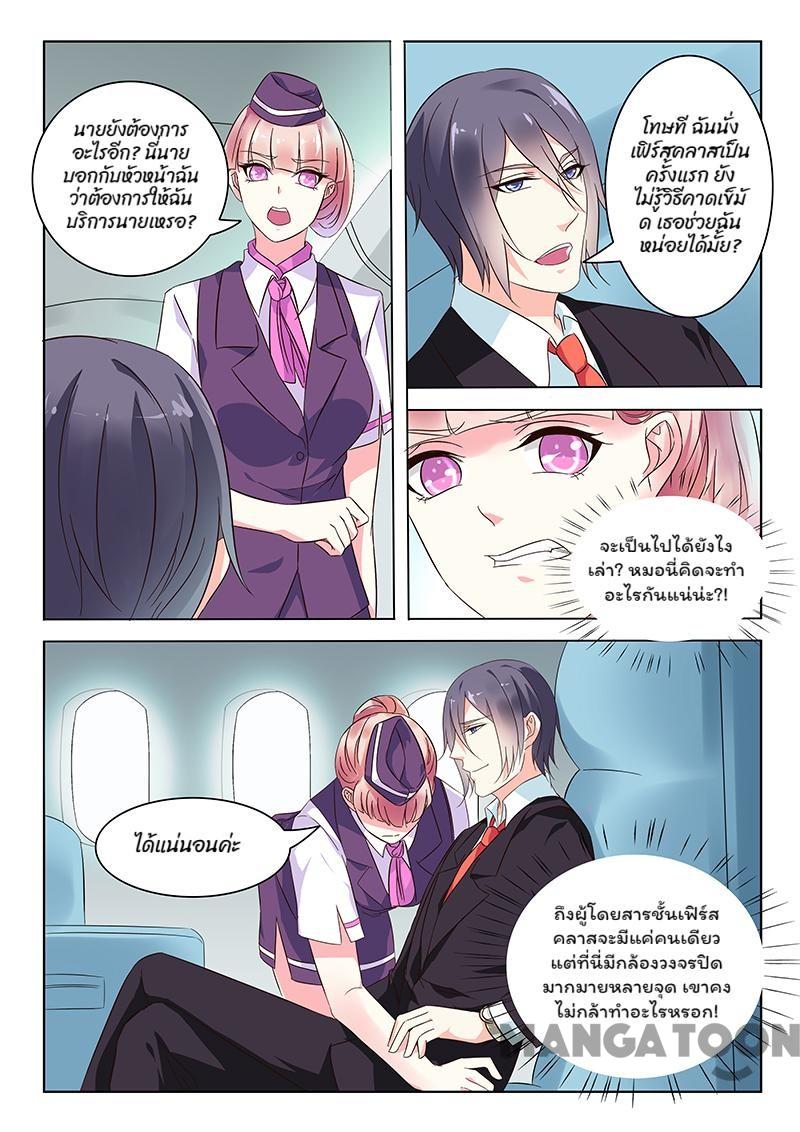 นายยังต้องการ
อะไรอีก? นี่นาย
บอกกับหัวหน้าฉัน
ว่าต้องการให้ฉัน
บริการนายเหรอ?
โทษที ฉันนั่ง
เฟิร์สคลาสเป็น
ครั้งแรก ยัง
ไม่รู้วิธีคาดเข็มั
ด เธอช่วยฉัน
หน่อยได้มั้ย?
จะเป็นไปได้ยังไง
เล่า? หมอนี่คิดจะทำ
อะไรกันแน่น่ะ?!
ได้แน่นอนค่ะ
ถึงผู้โดยสารชั้นเฟิร์ส
คลาสจะมีแค่คนเดียว
แต่ที่นี่มีกล้องวงจรปิด
มากมายหลายจุด เขาคง
ไม่กล้าทำอะไรหรอก!
MANGATOON